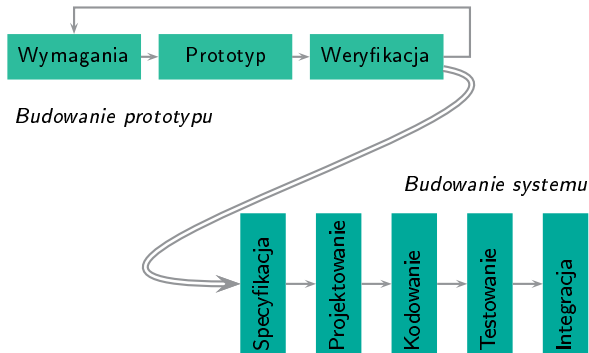 Wymagania
Prototyp
Weryfikacja
Budowanie prototypu
Budowanie systemu
Specyfikacja
Projektowanie
Kodowanie
Testowanie
Integracja